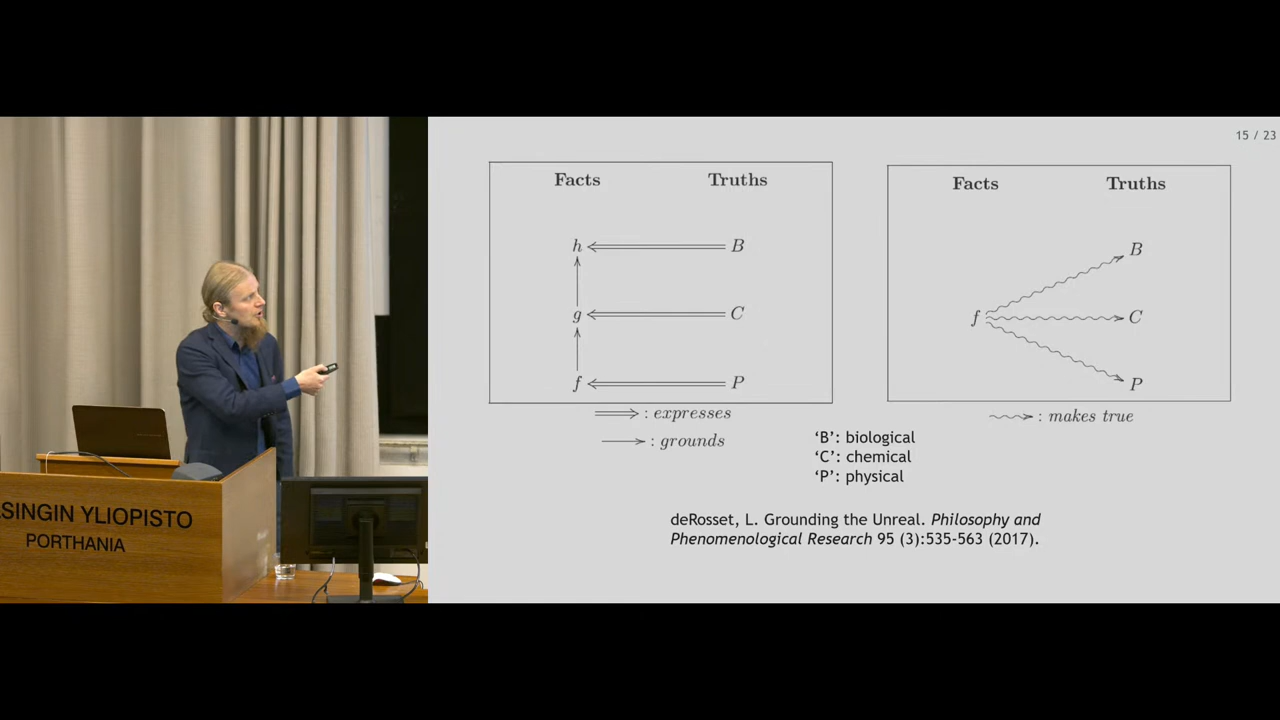 15 / 23
Facts Truths
h B
g C
f P
: expresses
: grounds
Facts Truths
B
f C
P
: makes true
‘B’: biological
‘C’: chemical
‘P’: physical
deRosset, L. Grounding the Unreal. Philosophy and
Phenomenological Research 95 (3):535-563 (2017).
SINGIN YLIOPISTO
PORTHANIA